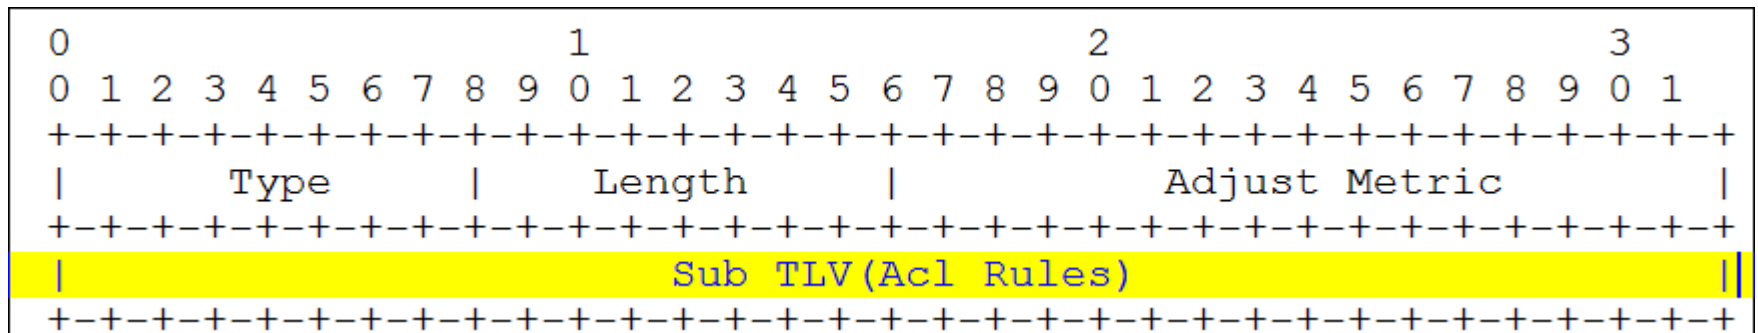 0                   1                   2                   3
0 1 2 3 4 5 6 7 8 9 0 1 2 3 4 5 6 7 8 9 0 1 2 3 4 5 6 7 8 9 0 1
+-+-+-+-+-+-+-+-+-+-+-+-+-+-+-+-+-+-+-+-+-+-+-+-+-+-+-+-+-+-+-+-+
|      Type     |    Length     |          Adjust Metric        |
+-+-+-+-+-+-+-+-+-+-+-+-+-+-+-+-+-+-+-+-+-+-+-+-+-+-+-+-+-+-+-+-+
|                       Sub TLV(Acl Rules)                      |
+-+-+-+-+-+-+-+-+-+-+-+-+-+-+-+-+-+-+-+-+-+-+-+-+-+-+-+-+-+-+-+-+